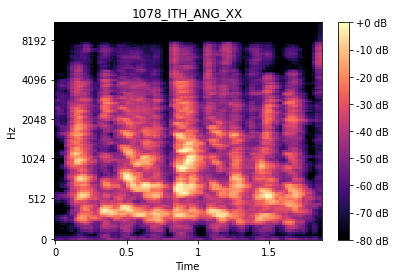 1078_ITH_ANG_XX
+0 dB
8192
-10 dB
4096
-20 dB
-30 dB
2048
Hz
-40 dB
1024
-50 dB
512
-60 dB
-70 dB
0
-80 dB
0
0.5
1
1.5
Time